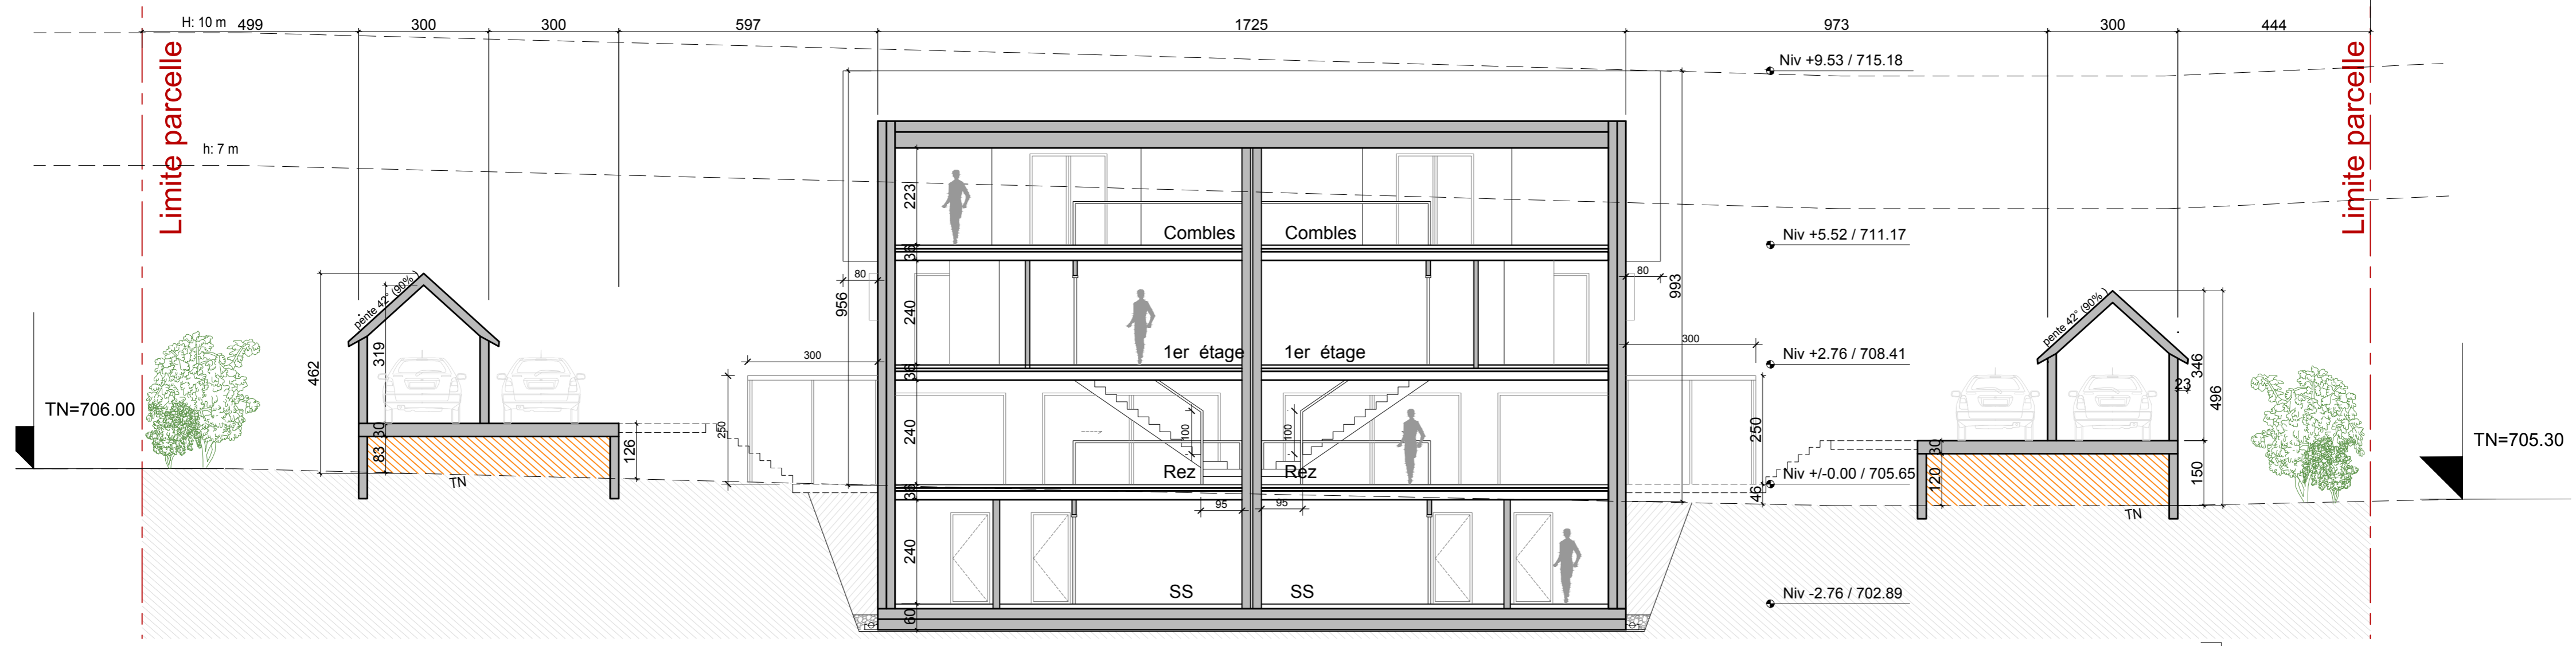 H: 10 m
499
300
300
597
1725
973
300
444
Limite parcelle
Limite parcelle
Niv +9.53 / 715.18
h: 7 m
223
Combles
Combles
Niv +5.52 / 711.17
36
80
80
956
993
pente 42° (90% )
pente 42° (90% )
319
462
240
1er étage
1er étage
300
300
Niv +2.76 / 708.41
36
346
23
496
TN=706.00
TN=705.30
30
83
126
250
240
100
100
250
30
120
150
Rez
Rez
Niv +/-0.00 / 705.65
46
TN
TN
36
95
95
240
SS
SS
Niv -2.76 / 702.89
60